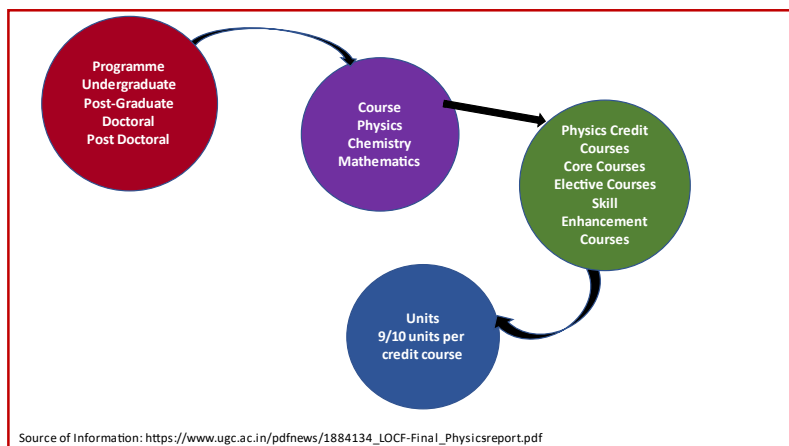 Programme
Undergraduate
Post-Graduate
Doctoral
Post Doctoral
Course
Physics
Chemistry
Mathematics
Physics Credit
Courses
Core Courses
Elective Courses
Skill
Enhancement
Courses
Units
9/10 units per
credit course
Source of Information: https://www.ugc.ac.in/pdfnews/1884134_LOCF-Final_Physicsreport.pdf